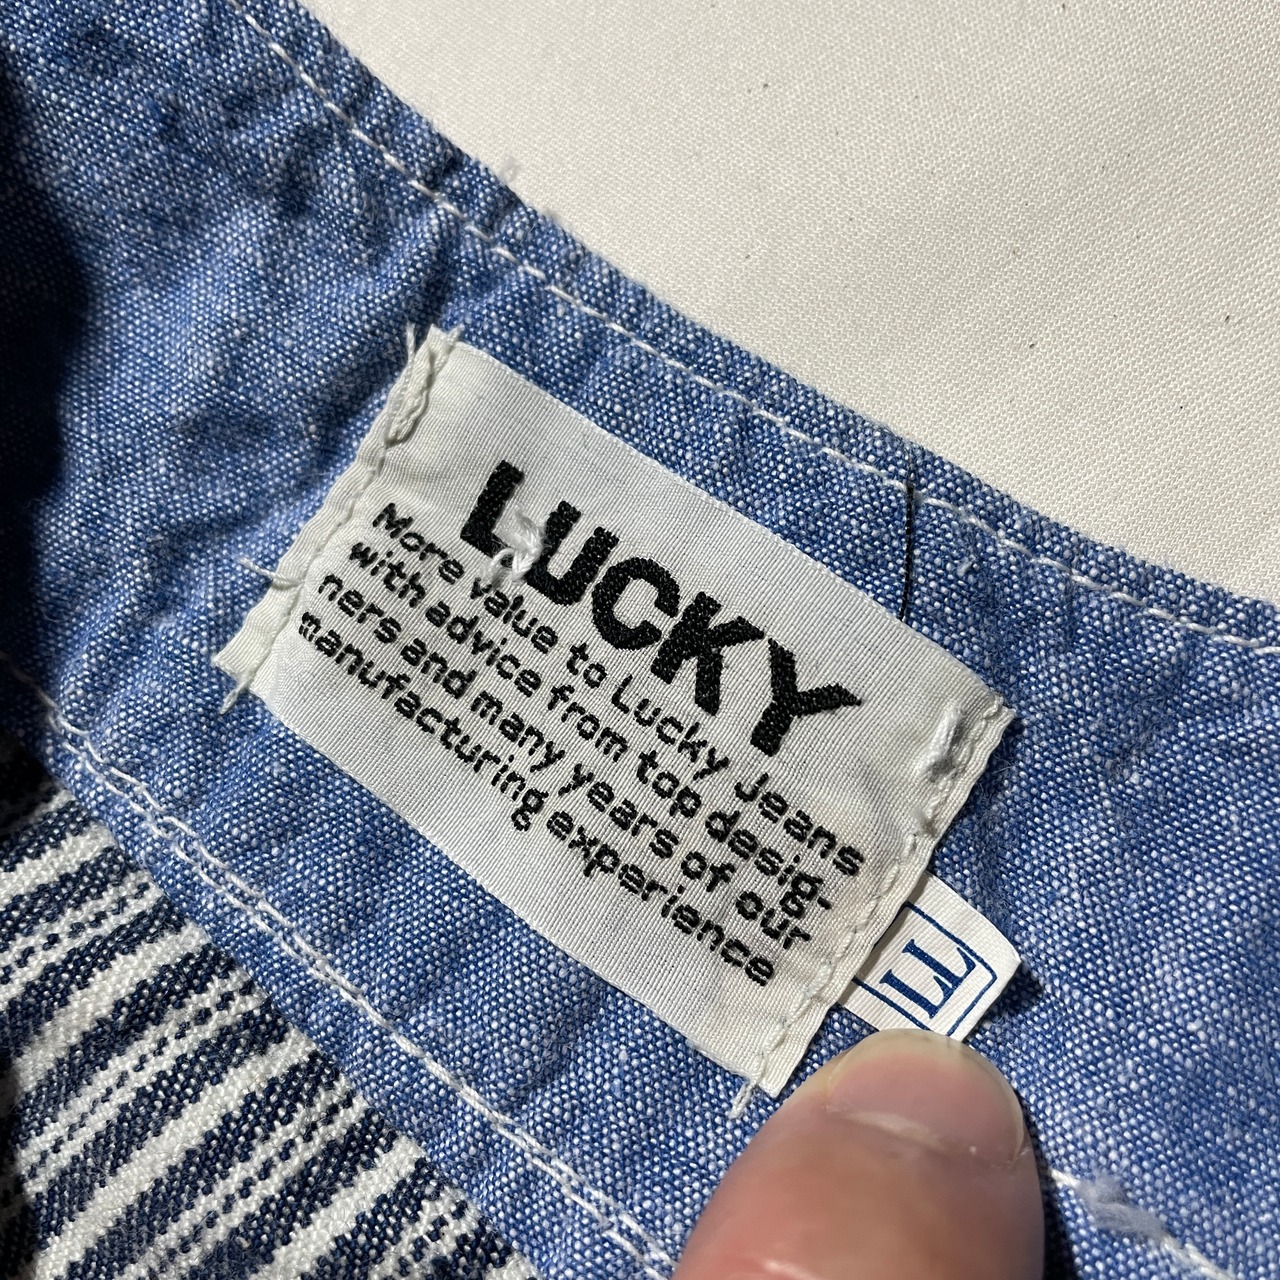 LUCKY
More value to Lucky Jeans
with advice from top desig-
ners and many years of our
manufacturing experience
LL